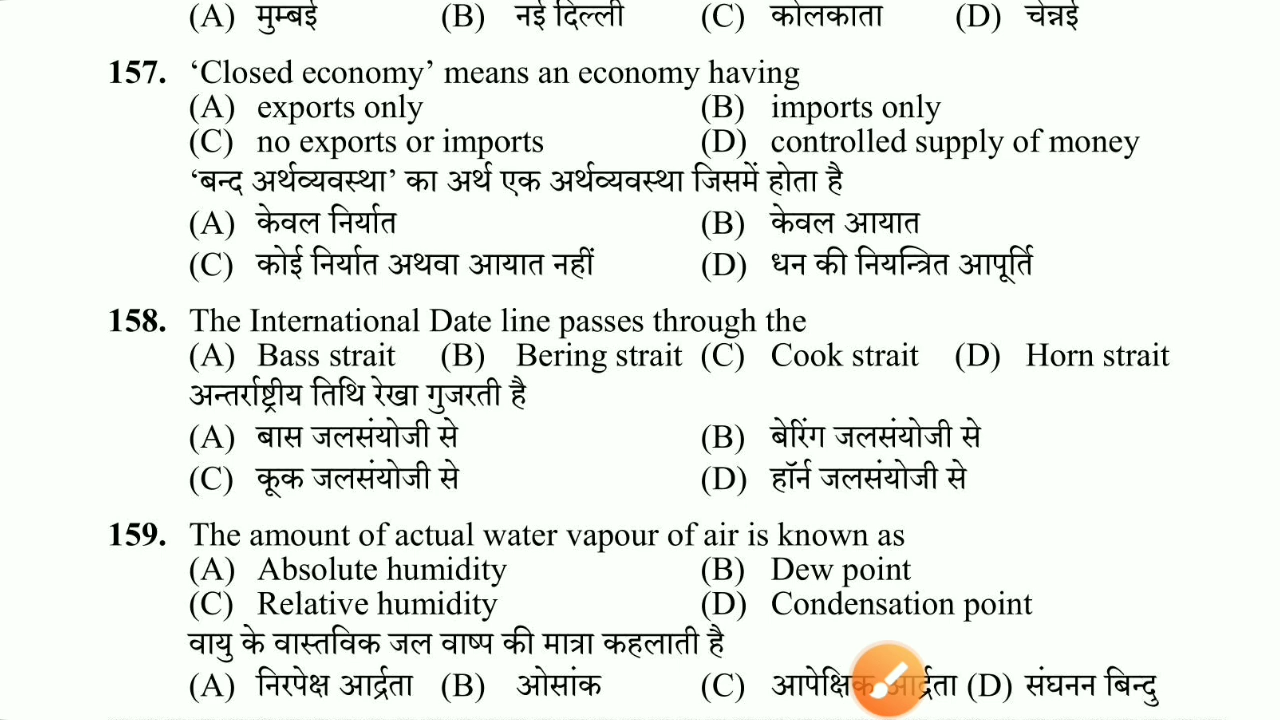 (A) मुम्बई (B) नई दिल्ली (C) कोलकाता (D) चेन्नई
157. ‘Closed economy’ means an economy having
(A) exports only (B) imports only
(C) no exports or imports (D) controlled supply of money
‘बन्द अर्थव्यवस्था’ का अर्थ एक अर्थव्यवस्था जिसमें होता है
(A) केवल निर्यात (B) केवल आयात
(C) कोई निर्यात अथवा आयात नहीं (D) धन की नियन्त्रित आपूर्ति
158. The International Date line passes through the
(A) Bass strait (B) Bering strait (C) Cook strait (D) Horn strait
अन्तर्राष्ट्रीय तिथि रेखा गुजरती है
(A) बास जलसंयोजी से (B) बेरिंग जलसंयोजी से
(C) कूक जलसंयोजी से (D) हॉर्न जलसंयोजी से
159. The amount of actual water vapour of air is known as
(A) Absolute humidity (B) Dew point
(C) Relative humidity (D) Condensation point
वायु के वास्तविक जल वाष्प की मात्रा कहलाती है
(A) निरपेक्ष आर्द्रता (B) ओसांक (C) आपेक्षिक आर्द्रता (D) संघनन बिन्दु